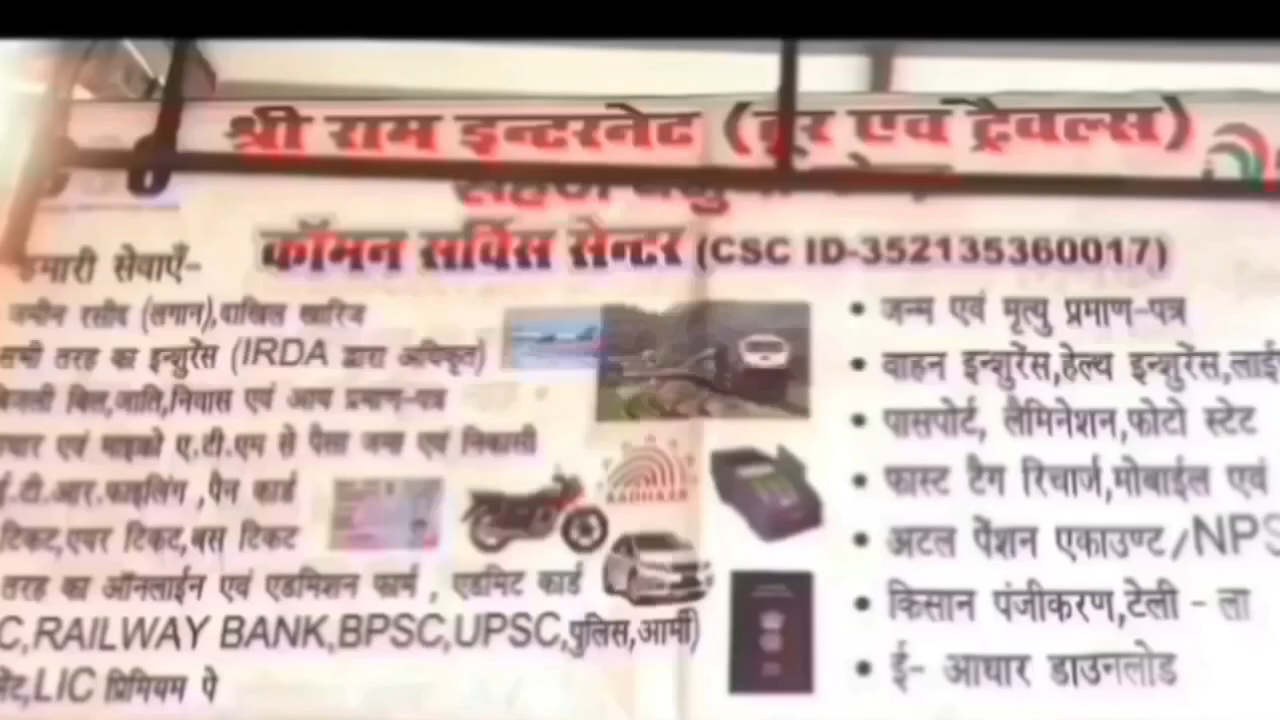 श्री राम इन्टरनेट (टूर एवं ट्रैवल्स)
कॉमन सर्विस सेन्टर (CSC ID-352135360017)
हमारी सेवाएँ-
जमीन रसीद (लगान),दाखिल खारिज
सभी तरह का इन्शुरेंस (IRDA द्वारा अधिकृत)
बिजली बिल,जाति,निवास एवं आय प्रमाण-पत्र
एवं माइक्रो ए.टी.एम से पैसा जमा एवं निकासी
ई.टी.आर.फाइलिंग ,पैन कार्ड
टिकट,एयर टिकट,बस टिकट
तरह का ऑनलाईन एवं एडमिशन फार्म , एडमिट कार्ड
C,RAILWAY BANK,BPSC,UPSC,पुलिस,आर्मी)
LIC प्रिमियम पे
AADHAAR
• जन्म एवं मृत्यु प्रमाण-पत्र
• वाहन इन्शुरेंस,हेल्थ इन्शुरेंस,लाई
• पासपोर्ट, लैमिनेशन,फोटो स्टेट
• फास्ट टैग रिचार्ज,मोबाईल एवं
• अटल पेंशन एकाउण्ट/NPS
• किसान पंजीकरण,टेली - ला
• ई- आधार डाउनलोड